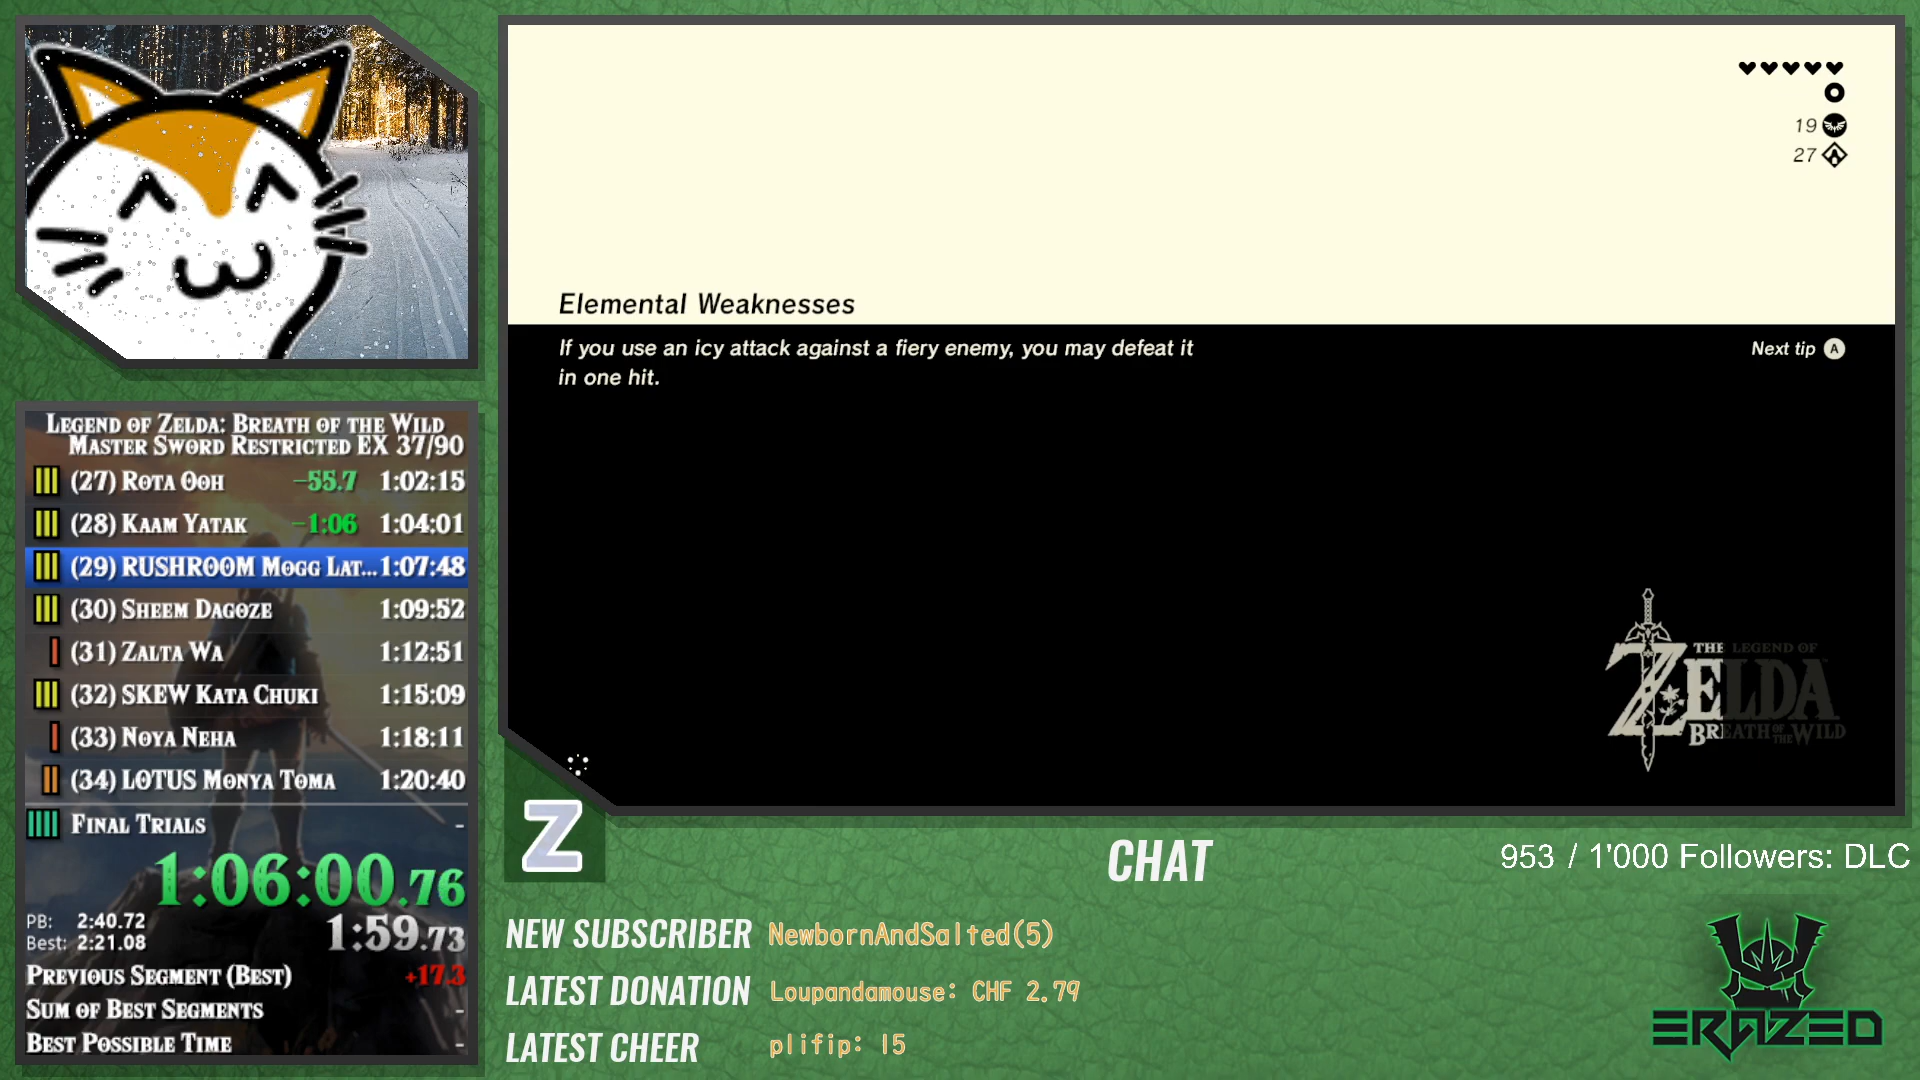 19
27
Elemental Weaknesses
If you use an icy attack against a fiery enemy, you may defeat it
in one hit.
Next tip A
THE LEGEND OF
ZELDA
BREATH OF THE WILD
LEGEND OF ZELDA: BREATH OF THE WILD
MASTER SWORD RESTRICTED EX 37/90
(27) ROTA OOH −55.7 1:02:15
(28) KAAM YATAK −1:06 1:04:01
(29) RUSHROOM MOGG LAT... 1:07:48
(30) SHEEM DAGOZE 1:09:52
(31) ZALTA WA 1:12:51
(32) SKEW KATA CHUKI 1:15:09
(33) NOYA NEHA 1:18:11
(34) LOTUS MONYA TOMA 1:20:40
FINAL TRIALS -
1:06:00.76
PB: 2:40.72
Best: 2:21.08
1:59.73
PREVIOUS SEGMENT (BEST) +17.3
SUM OF BEST SEGMENTS -
BEST POSSIBLE TIME -
Z
CHAT
953 / 1'000 Followers: DLC
NEW SUBSCRIBER NewbornAndSalted(5)
LATEST DONATION Loupandamouse: CHF 2.79
LATEST CHEER plifip: 15
ERAZED